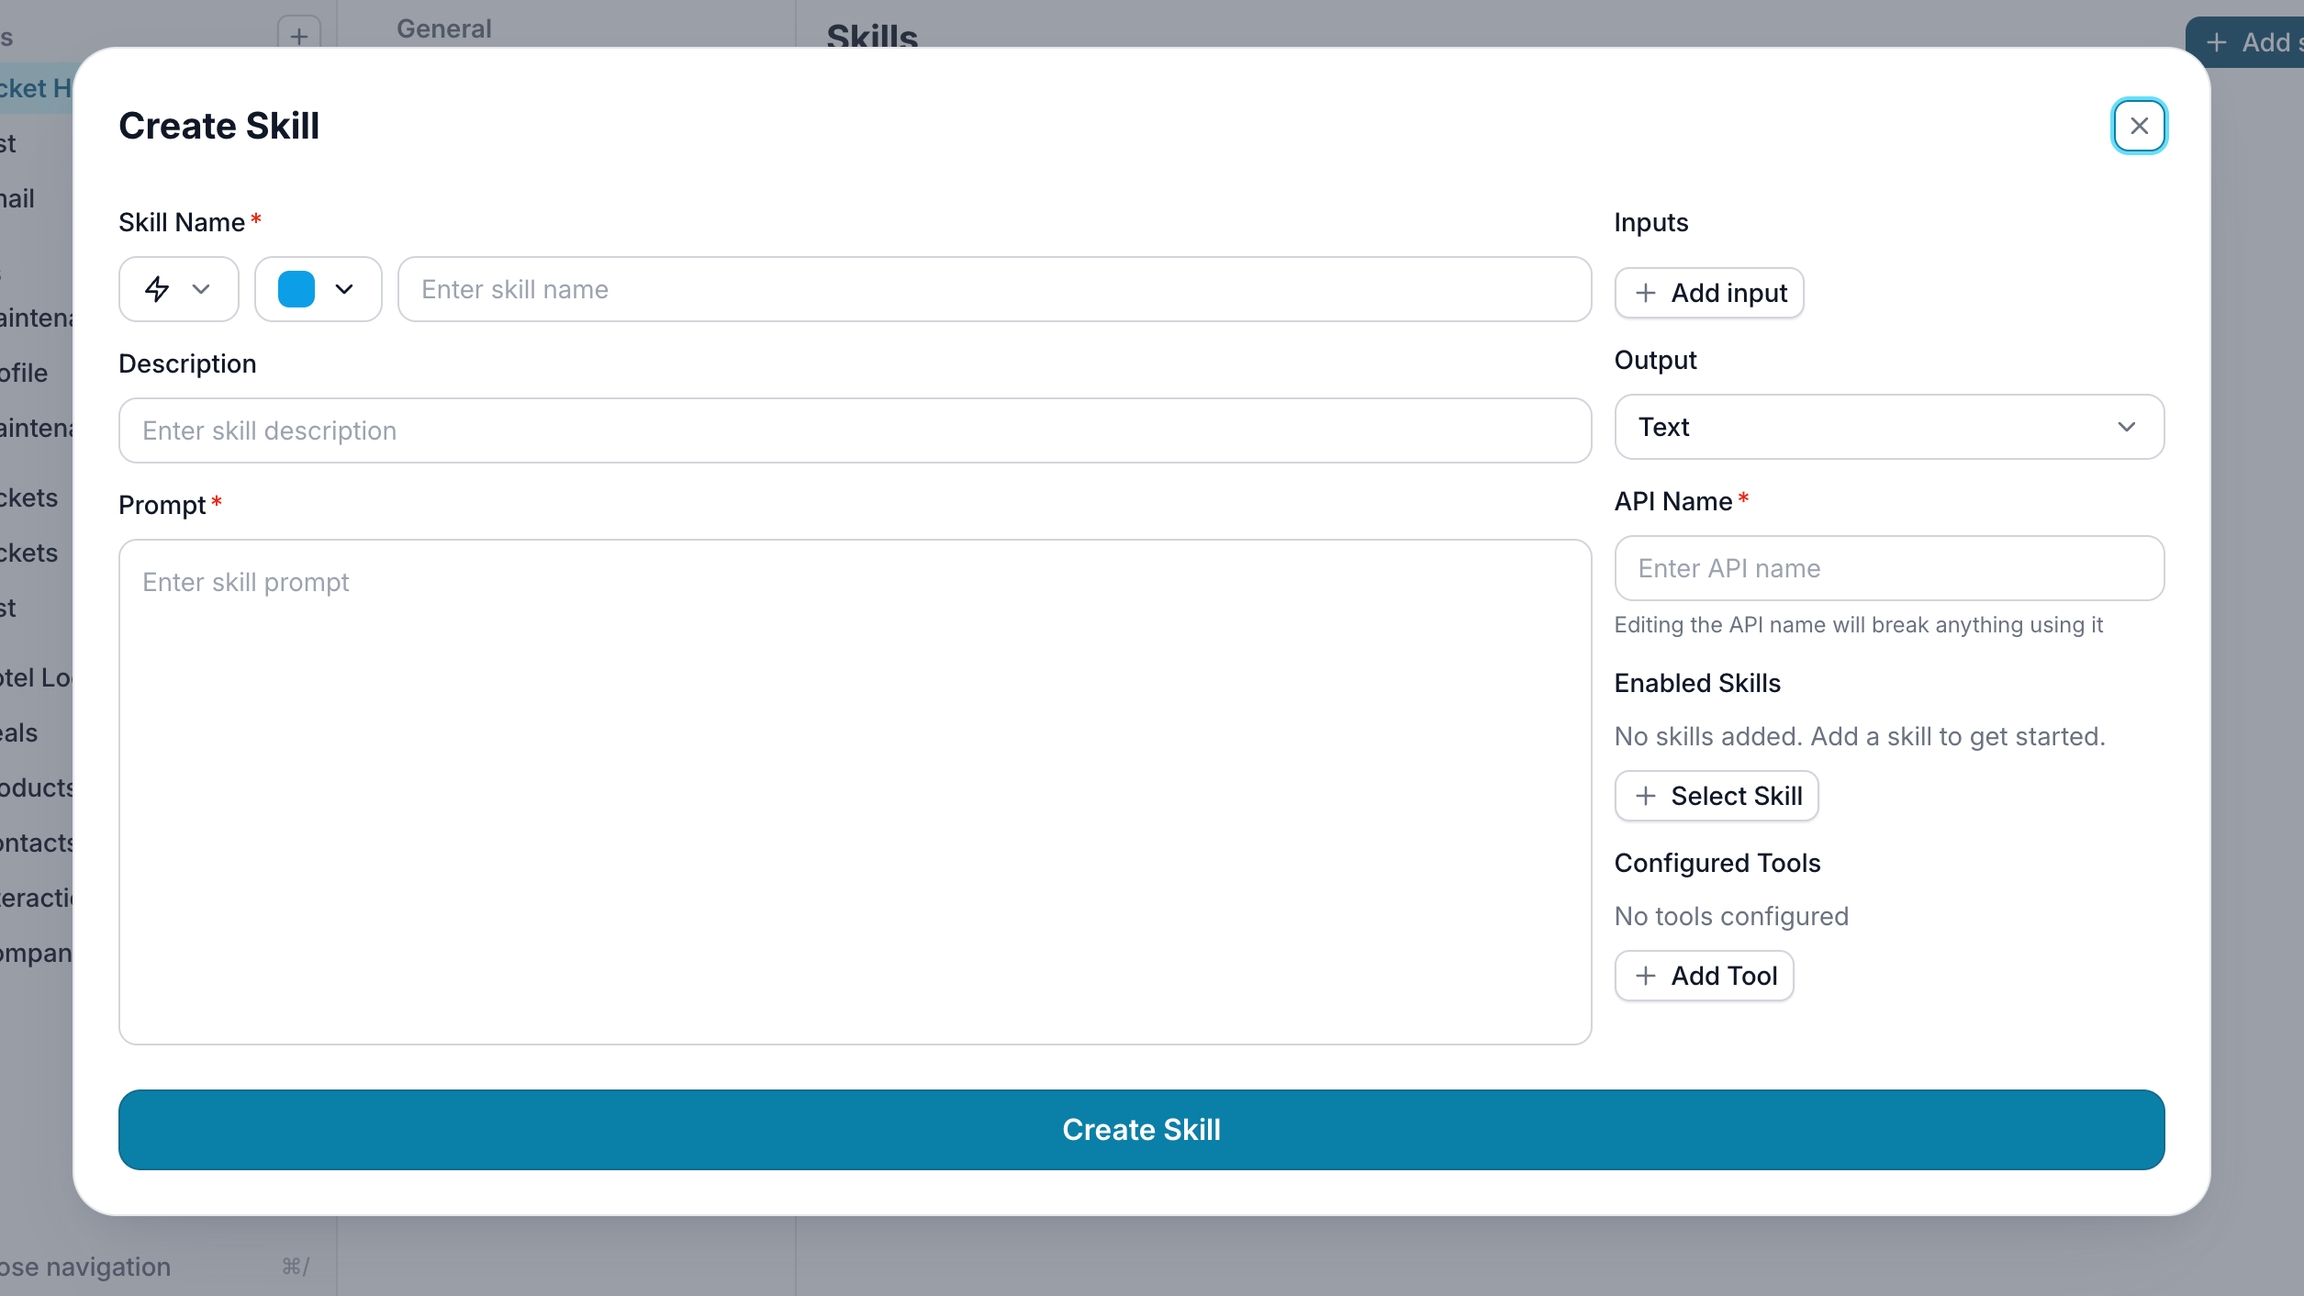 General
Skills
+ Add s
Create Skill
Skill Name*
Enter skill name
Description
Enter skill description
Prompt*
Enter skill prompt
Inputs
+ Add input
Output
Text
API Name*
Enter API name
Editing the API name will break anything using it
Enabled Skills
No skills added. Add a skill to get started.
+ Select Skill
Configured Tools
No tools configured
+ Add Tool
Create Skill
s
cket H
st
nail
aintena
ofile
aintena
ckets
ckets
st
otel Lo
eals
oducts
ontacts
teracti
ompan
ose navigation
⌘/